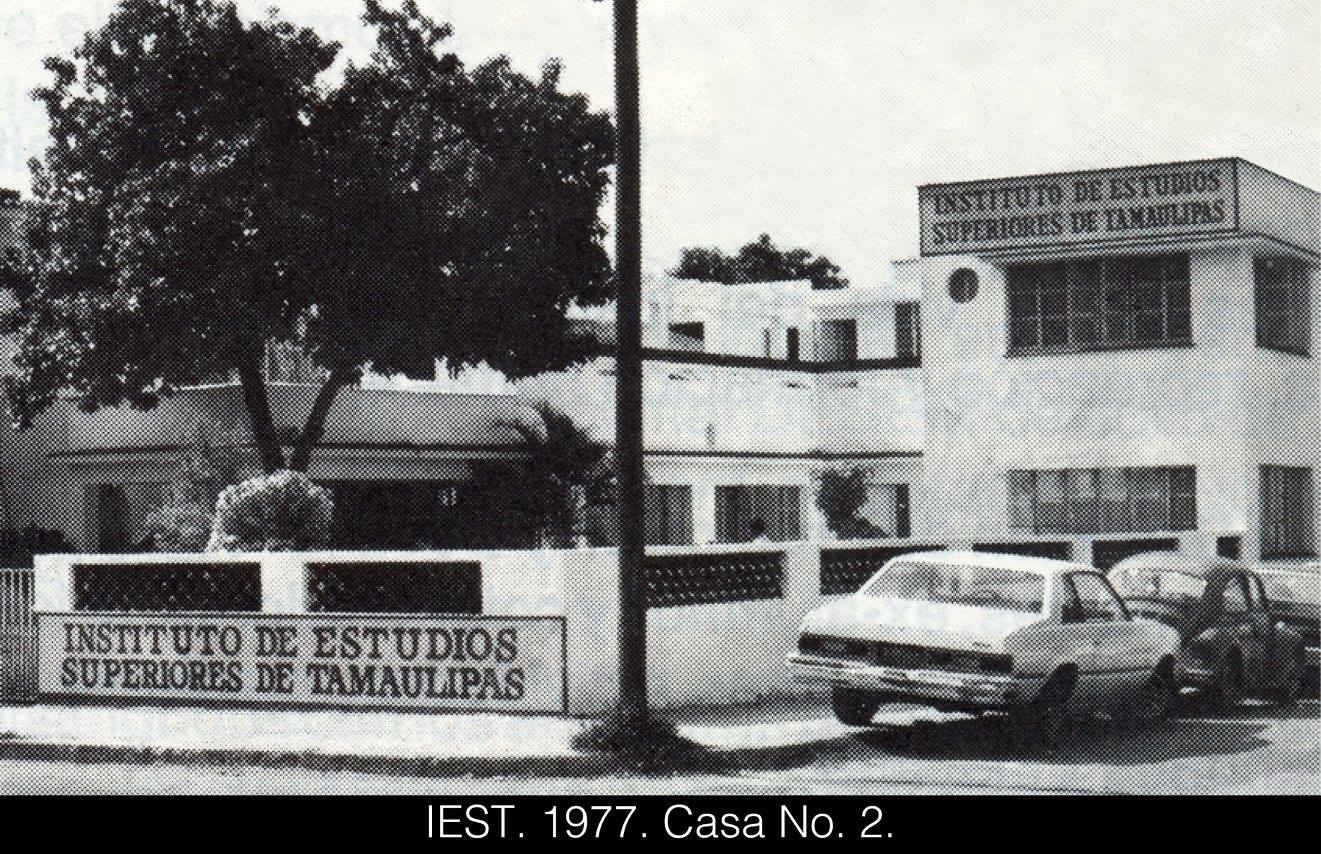 INSTITUTO DE ESTUDIOS
SUPERIORES DE TAMAULIPAS
INSTITUTO DE ESTUDIOS
SUPERIORES DE TAMAULIPAS
IEST. 1977. Casa No. 2.